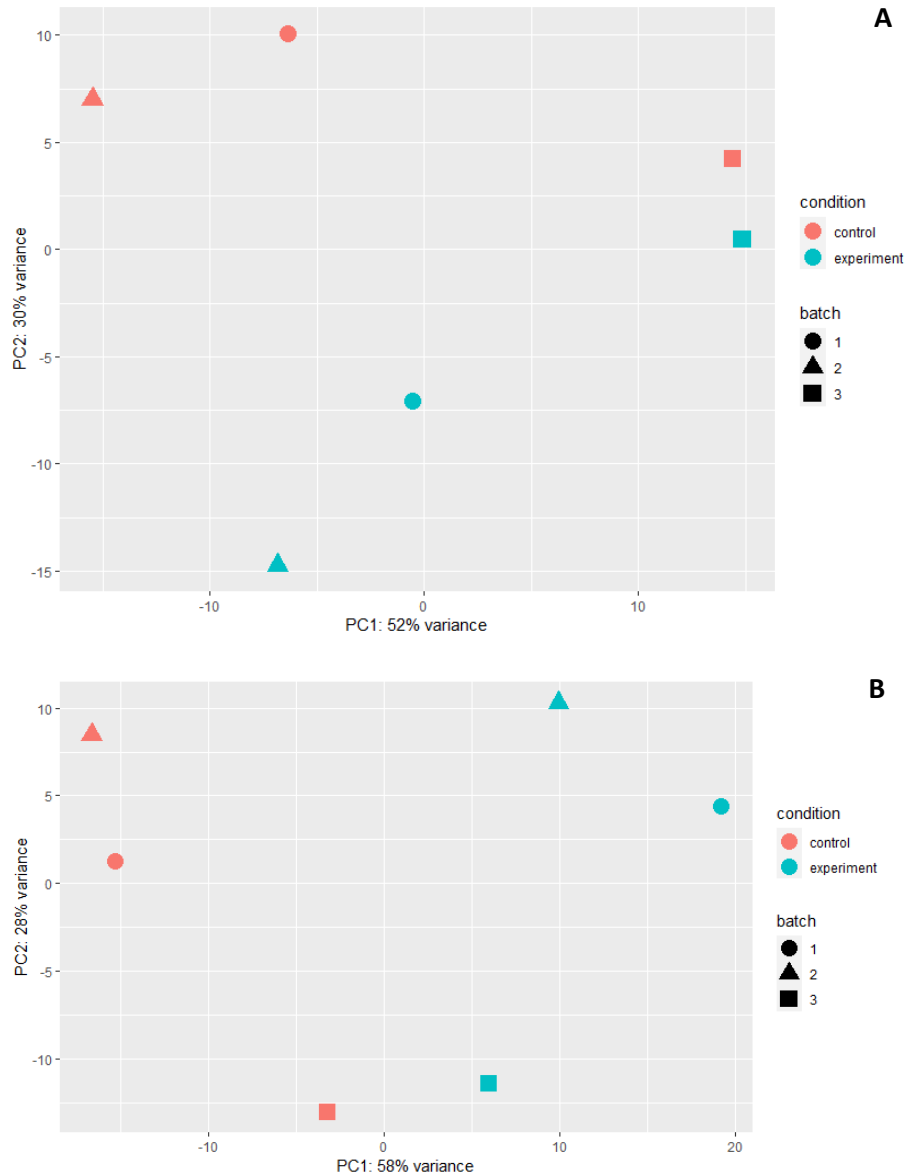 A
10
5
0
-5
-10
-15
PC2: 30% variance
-10
0
10
PC1: 52% variance
condition
control
experiment
batch
1
2
3
B
10
5
0
-5
-10
PC2: 28% variance
-10
0
10
20
PC1: 58% variance
condition
control
experiment
batch
1
2
3